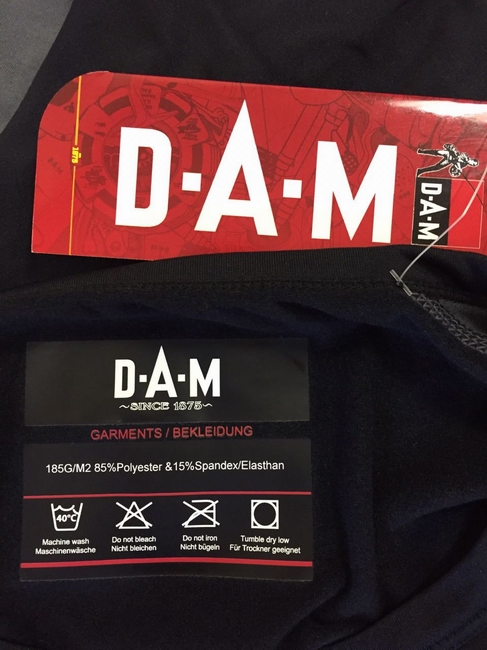 1875
D·A·M
D·A·M
D·A·M
~SINCE 1875~
GARMENTS / BEKLEIDUNG
185G/M2 85%Polyester &15%Spandex/Elasthan
40°C
Machine wash
Maschinenwäsche
Do not bleach
Nicht bleichen
Do not iron
Nicht bügeln
Tumble dry low
Für Trockner geeignet